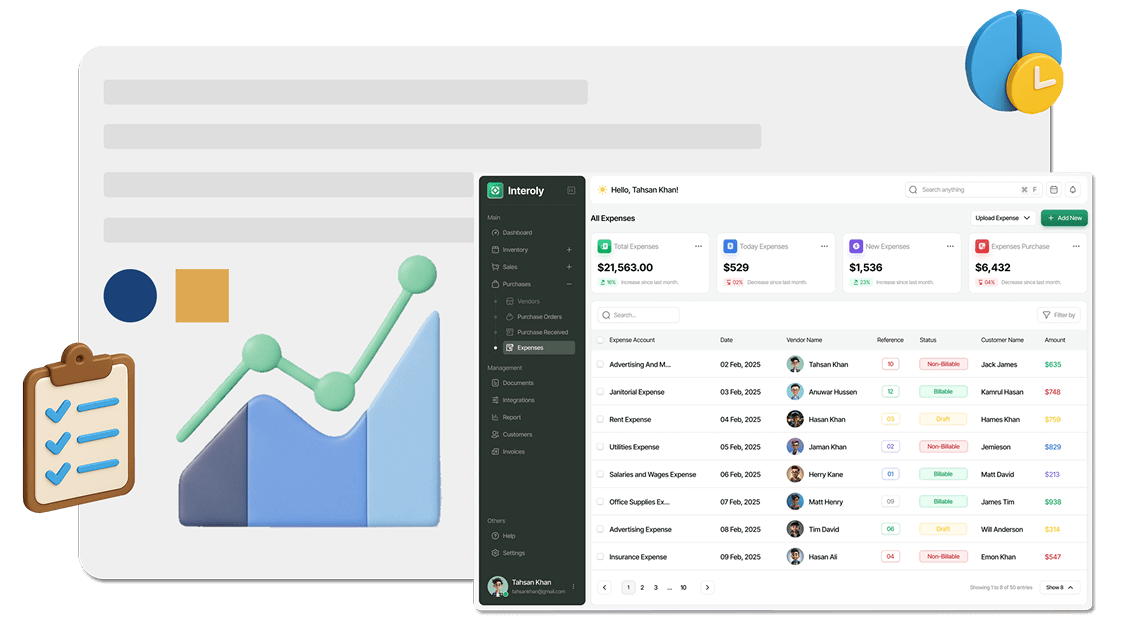 Interoly
Hello, Tahsan Khan!
Search anything
⌘ F
Main
Dashboard
Inventory
Sales
Purchases
Vendors
Purchase Orders
Purchase Received
Expenses
Management
Documents
Integrations
Report
Customers
Invoices
Others
Help
Settings
Tahsan Khan
tahsankhan@gmail.com
All Expenses
Upload Expense
+ Add New
Total Expenses
$21,563.00
16% Increase since last month.
Today Expenses
$529
02% Decrease since last month.
New Expenses
$1,536
23% Increase since last month.
Expenses Purchase
$6,432
04% Decrease since last month.
Search...
Filter by
Expense Account Date Vendor Name Reference Status Customer Name Amount
Advertising And M... 02 Feb, 2025 Tahsan Khan 10 Non-Billable Jack James $635
Janitorial Expense 03 Feb, 2025 Anuwar Hussen 12 Billable Kamrul Hasan $748
Rent Expense 04 Feb, 2025 Hasan Khan 03 Draft Hames Khan $759
Utilities Expense 05 Feb, 2025 Jaman Khan 02 Non-Billable Jemieson $829
Salaries and Wages Expense 06 Feb, 2025 Herry Kane 01 Billable Matt David $213
Office Supplies Ex... 07 Feb, 2025 Matt Henry 09 Billable James Tim $938
Advertising Expense 08 Feb, 2025 Tim David 06 Draft Will Anderson $314
Insurance Expense 09 Feb, 2025 Hasan Ali 04 Non-Billable Emon Khan $547
1 2 3 ... 10
Showing 1 to 8 of 50 entries
Show 8